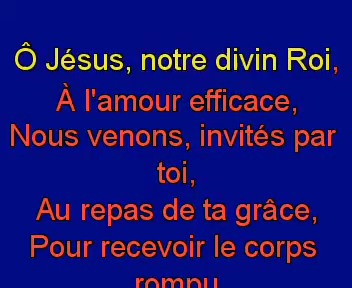 Ô Jésus, notre divin Roi,
À l'amour efficace,
Nous venons, invités par
toi,
Au repas de ta grâce,
Pour recevoir le corps
rompu